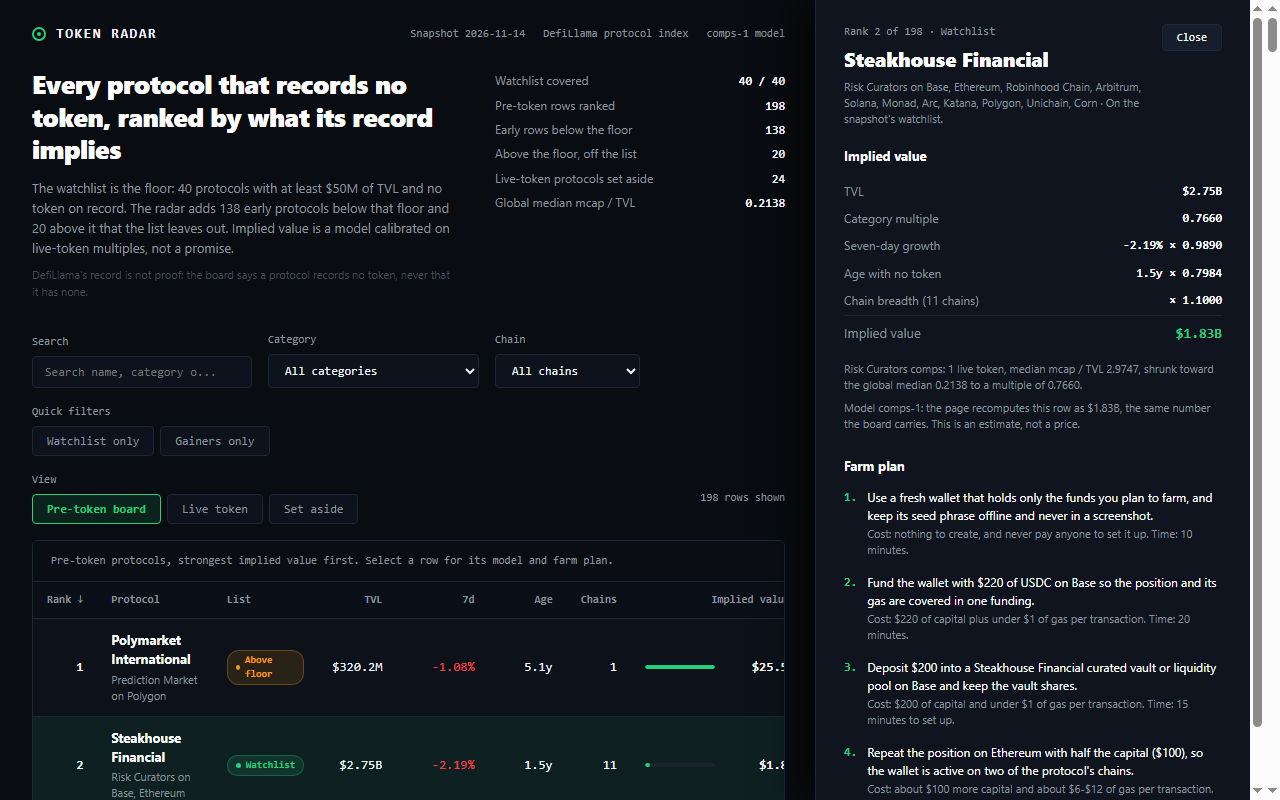 TOKEN RADAR
Snapshot 2026-11-14 DefiLlama protocol index comps-1 model
Every protocol that records no
token, ranked by what its record
implies
The watchlist is the floor: 40 protocols with at least $50M of TVL and no
token on record. The radar adds 138 early protocols below that floor and
20 above it that the list leaves out. Implied value is a model calibrated on
live-token multiples, not a promise.
DefiLlama's record is not proof: the board says a protocol records no token, never that
it has none.
Watchlist covered 40 / 40
Pre-token rows ranked 198
Early rows below the floor 138
Above the floor, off the list 20
Live-token protocols set aside 24
Global median mcap / TVL 0.2138
Search
Search name, category o...
Category
All categories
Chain
All chains
Quick filters
Watchlist only
Gainers only
View
Pre-token board
Live token
Set aside
198 rows shown
Pre-token protocols, strongest implied value first. Select a row for its model and farm plan.
Rank ↓ Protocol List TVL 7d Age Chains Implied valu
1 Polymarket
International
Prediction Market
on Polygon
Above
floor
$320.2M -1.08% 5.1y 1 $25.5
2 Steakhouse
Financial
Risk Curators on
Base, Ethereum
Watchlist
$2.75B -2.19% 1.5y 11 $1.8
Rank 2 of 198 · Watchlist
Close
Steakhouse Financial
Risk Curators on Base, Ethereum, Robinhood Chain, Arbitrum,
Solana, Monad, Arc, Katana, Polygon, Unichain, Corn · On the
snapshot's watchlist.
Implied value
TVL $2.75B
Category multiple 0.7660
Seven-day growth -2.19% × 0.9890
Age with no token 1.5y × 0.7984
Chain breadth (11 chains) × 1.1000
Implied value $1.83B
Risk Curators comps: 1 live token, median mcap / TVL 2.9747, shrunk toward
the global median 0.2138 to a multiple of 0.7660.
Model comps-1: the page recomputes this row as $1.83B, the same number
the board carries. This is an estimate, not a price.
Farm plan
1. Use a fresh wallet that holds only the funds you plan to farm, and
keep its seed phrase offline and never in a screenshot.
Cost: nothing to create, and never pay anyone to set it up. Time: 10
minutes.
2. Fund the wallet with $220 of USDC on Base so the position and its
gas are covered in one funding.
Cost: $220 of capital plus under $1 of gas per transaction. Time: 20
minutes.
3. Deposit $200 into a Steakhouse Financial curated vault or liquidity
pool on Base and keep the vault shares.
Cost: $200 of capital and under $1 of gas per transaction. Time: 15
minutes to set up.
4. Repeat the position on Ethereum with half the capital ($100), so
the wallet is active on two of the protocol's chains.
Cost: about $100 more capital and about $6-$12 of gas per transaction.